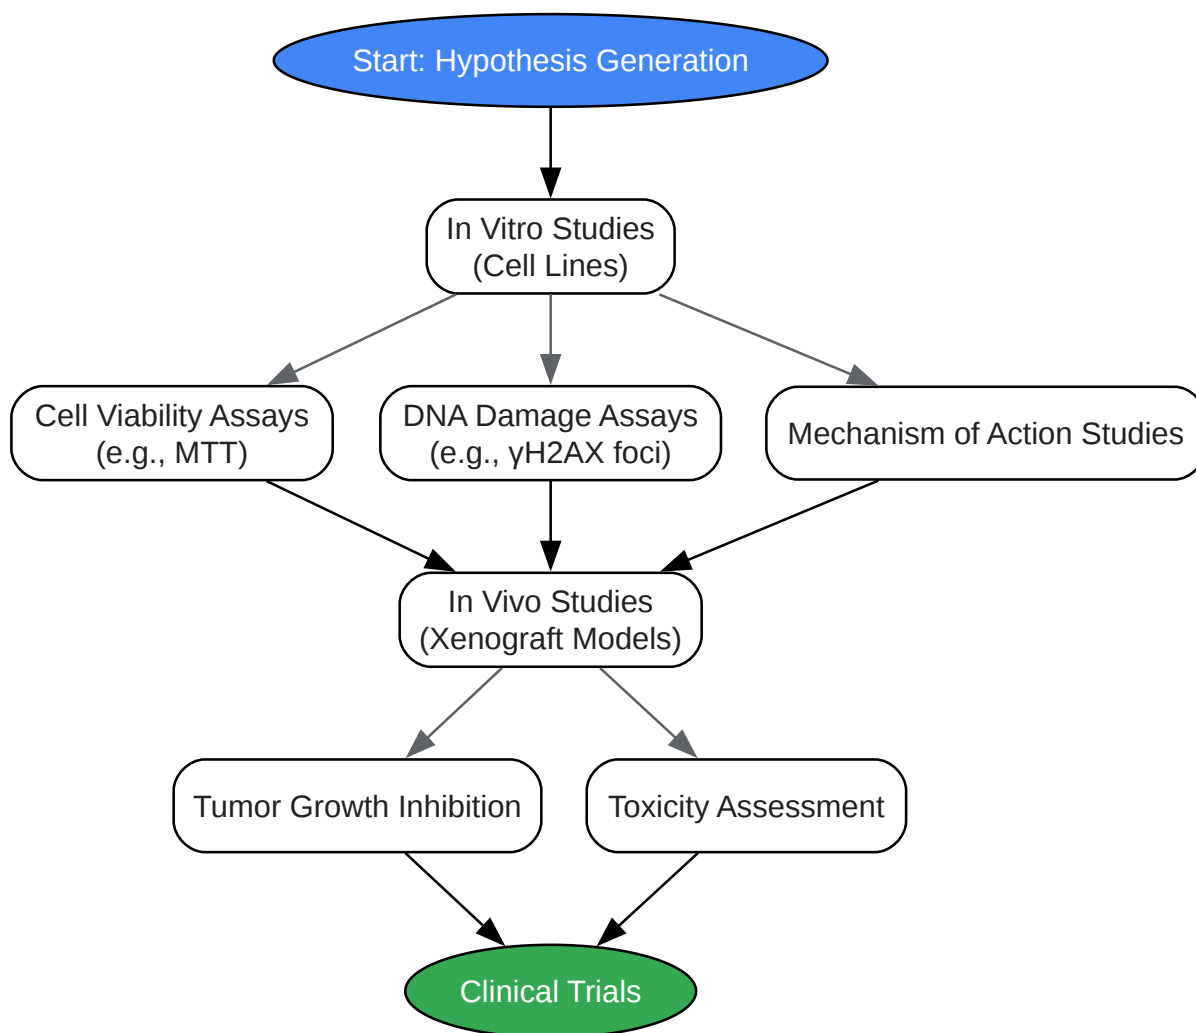 Start: Hypothesis Generation
In Vitro Studies
(Cell Lines)
Cell Viability Assays
(e.g., MTT)
DNA Damage Assays
(e.g., γH2AX foci)
Mechanism of Action Studies
In Vivo Studies
(Xenograft Models)
Tumor Growth Inhibition
Toxicity Assessment
Clinical Trials